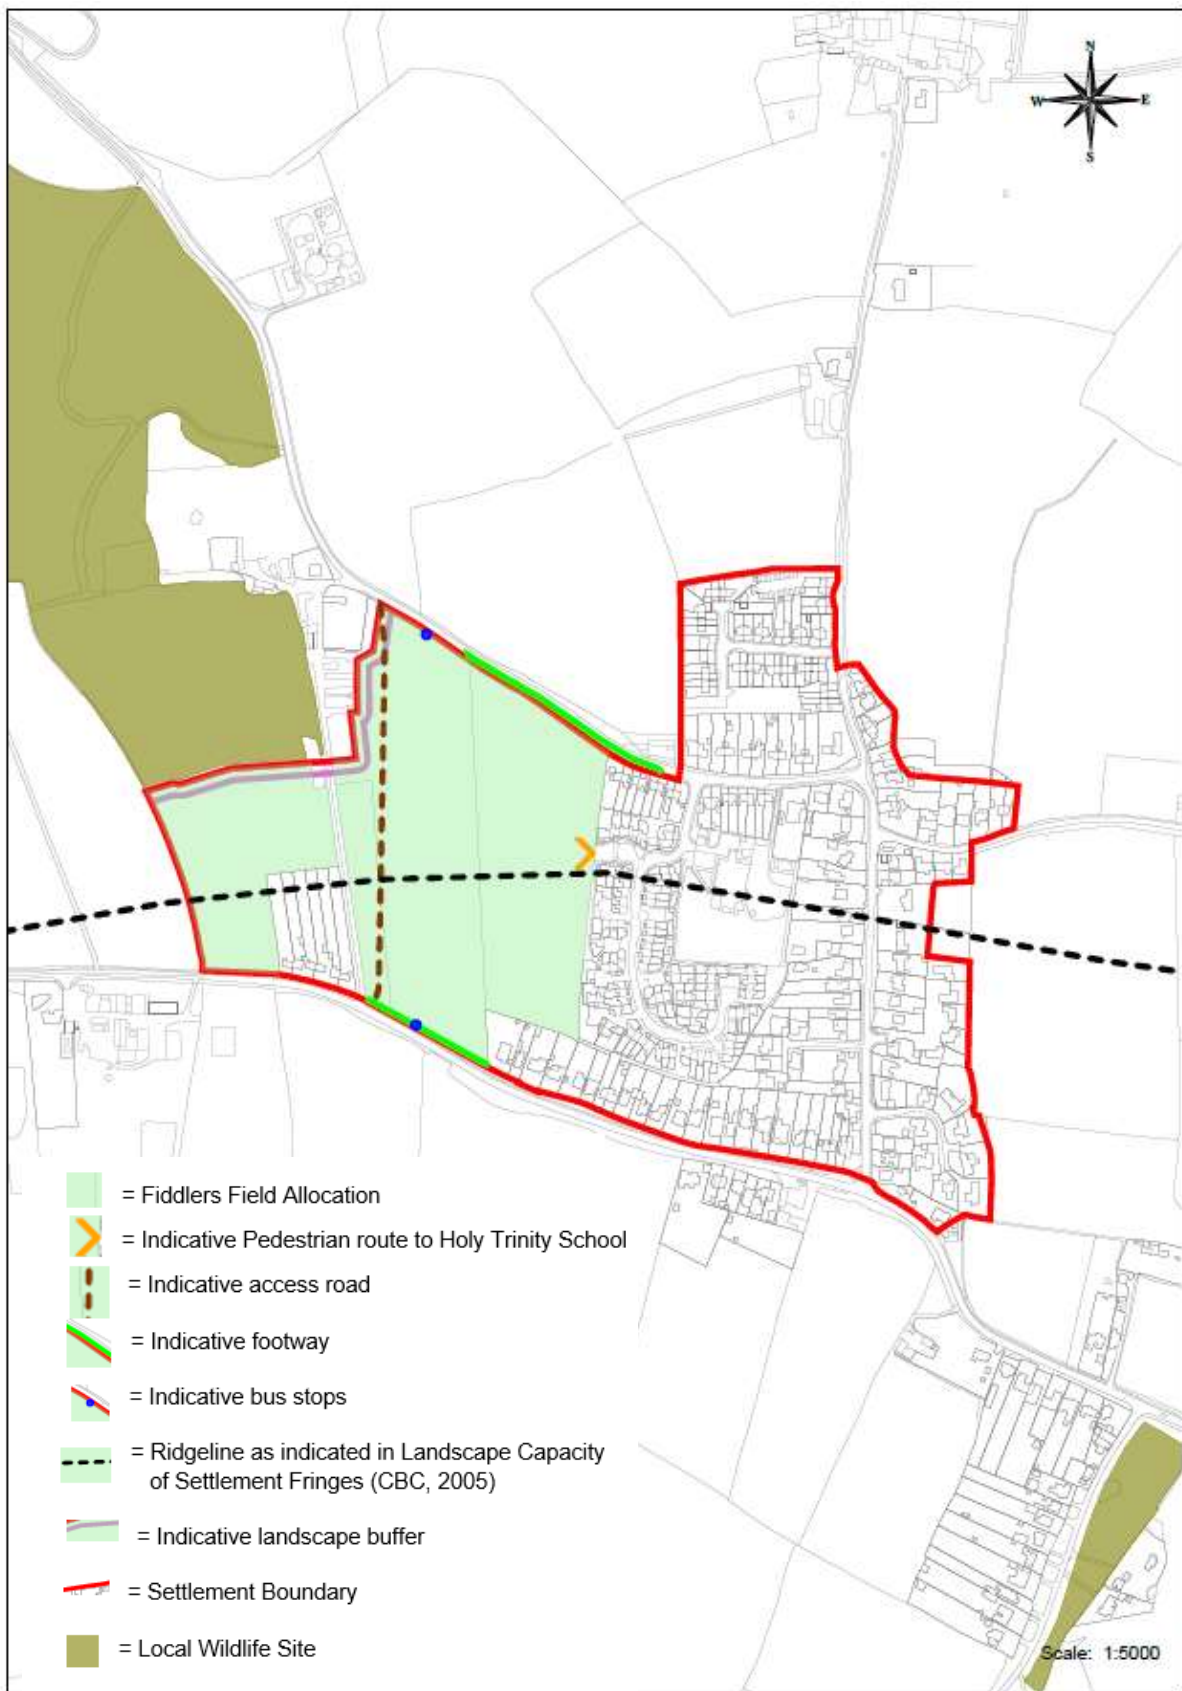 N
W E
S
= Fiddlers Field Allocation
= Indicative Pedestrian route to Holy Trinity School
= Indicative access road
= Indicative footway
= Indicative bus stops
= Ridgeline as indicated in Landscape Capacity
of Settlement Fringes (CBC, 2005)
= Indicative landscape buffer
= Settlement Boundary
= Local Wildlife Site
Scale: 1:5000